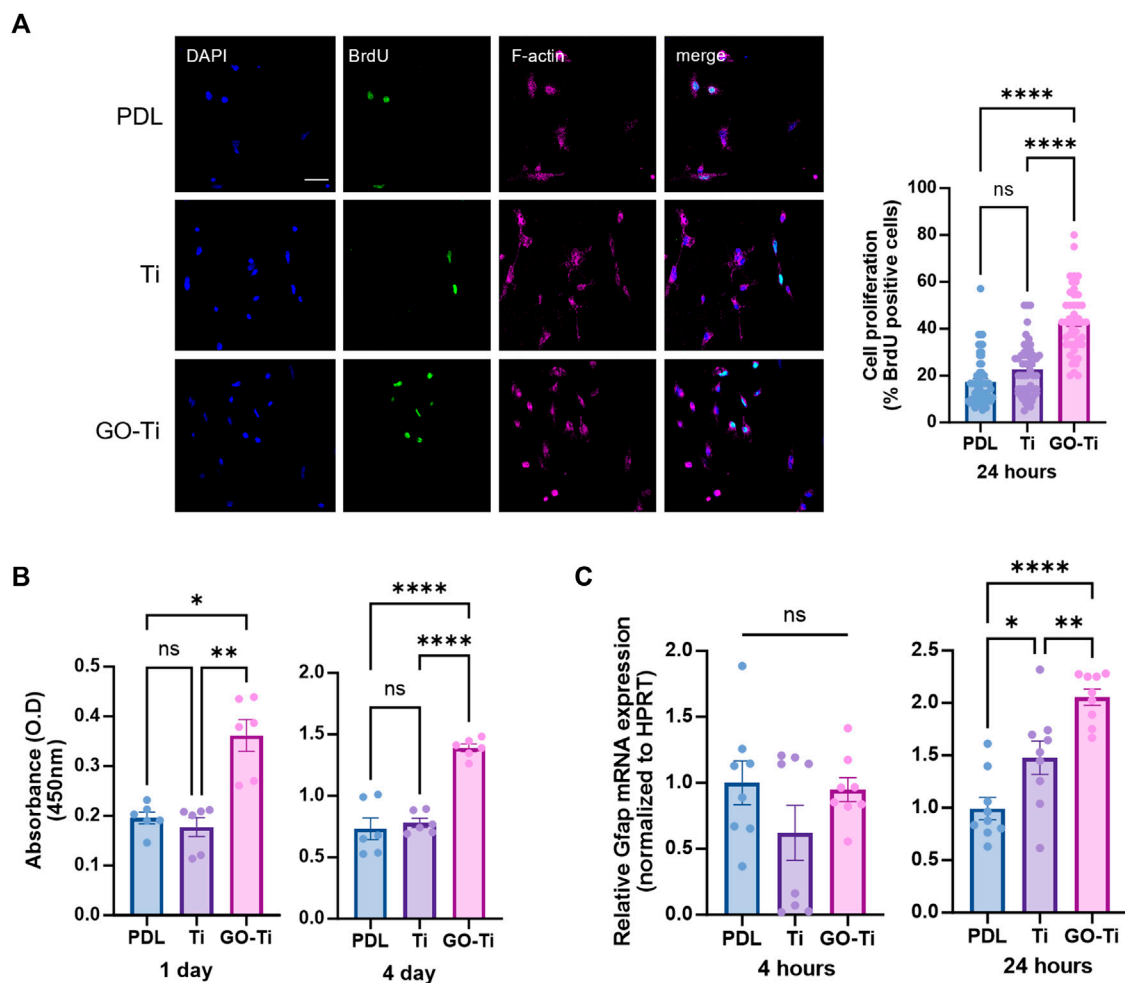 A
DAPI BrdU F-actin merge
PDL
Ti
GO-Ti
****
****
ns
Cell proliferation
(% BrdU positive cells)
100
80
60
40
20
0
PDL Ti GO-Ti
24 hours
B
*
ns **
Absorbance (O.D)
(450nm)
0.5
0.4
0.3
0.2
0.1
0.0
PDL Ti GO-Ti
1 day
****
****
ns
2.0
1.5
1.0
0.5
0.0
PDL Ti GO-Ti
4 day
C
ns
Relative Gfap mRNA expression
(normalized to HPRT)
2.0
1.5
1.0
0.5
0.0
PDL Ti GO-Ti
4 hours
****
* **
2.5
2.0
1.5
1.0
0.5
0.0
PDL Ti GO-Ti
24 hours